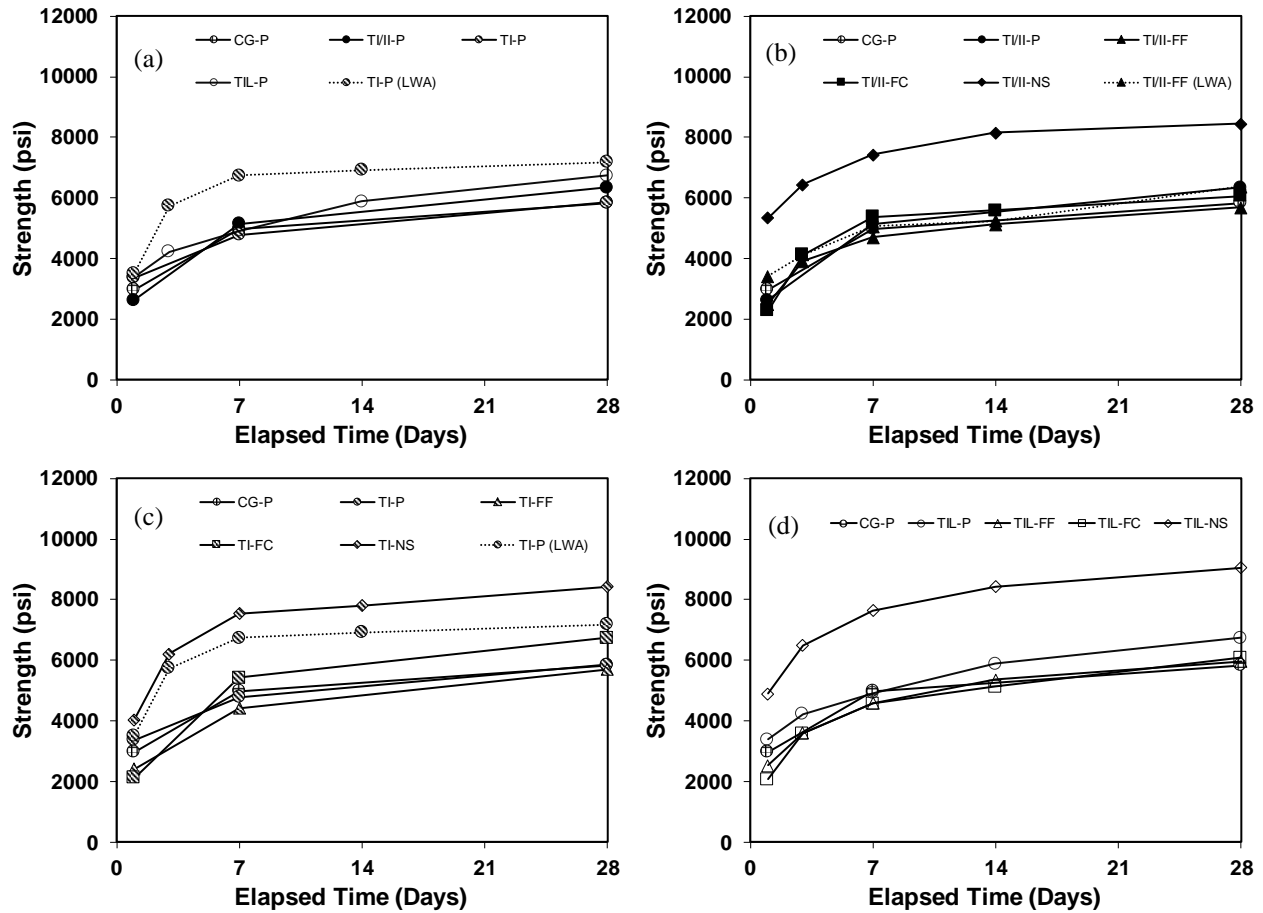 12000
(a)
CG-P TI/II-P TI-P
TIL-P TI-P (LWA)
10000
8000
6000
4000
2000
0
Strength (psi)
0 7 14 21 28
Elapsed Time (Days)
12000
(b)
CG-P TI/II-P TI/II-FF
TI/II-FC TI/II-NS TI/II-FF (LWA)
10000
8000
6000
4000
2000
0
Strength (psi)
0 7 14 21 28
Elapsed Time (Days)
12000
(c)
CG-P TI-P TI-FF
TI-FC TI-NS TI-P (LWA)
10000
8000
6000
4000
2000
0
Strength (psi)
0 7 14 21 28
Elapsed Time (Days)
12000
(d)
CG-P TIL-P TIL-FF TIL-FC TIL-NS
10000
8000
6000
4000
2000
0
Strength (psi)
0 7 14 21 28
Elapsed Time (Days)